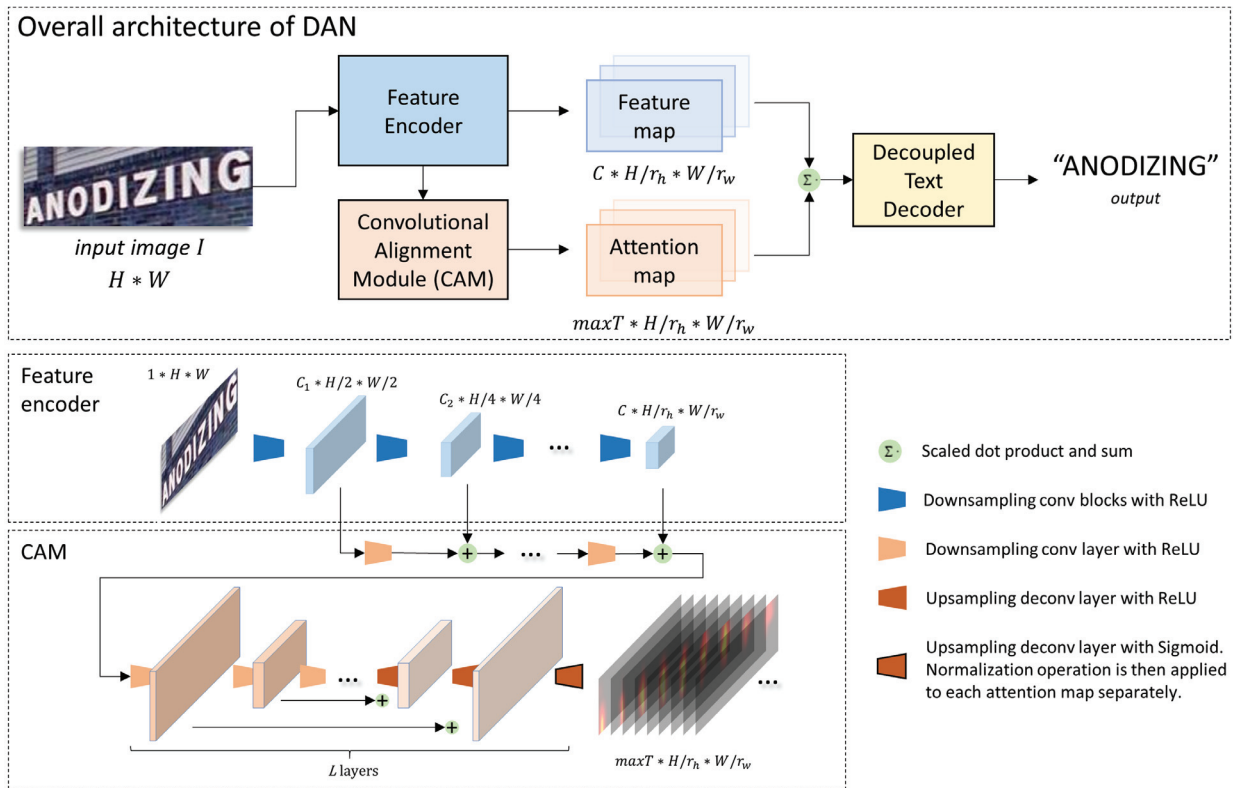 Overall architecture of DAN
Feature
Encoder
Feature
map
C * H/r_h * W/r_w
ANODIZING
input image I
H * W
Convolutional
Alignment
Module (CAM)
Attention
map
maxT * H/r_h * W/r_w
Σ·
Decoupled
Text
Decoder
“ANODIZING”
output
Feature
encoder
1 * H * W
ANODIZING
C_1 * H/2 * W/2
C_2 * H/4 * W/4
...
C * H/r_h * W/r_w
CAM
+
...
+
...
+
+
L layers
...
maxT * H/r_h * W/r_w
Σ· Scaled dot product and sum
Downsampling conv blocks with ReLU
Downsampling conv layer with ReLU
Upsampling deconv layer with ReLU
Upsampling deconv layer with Sigmoid.
Normalization operation is then applied
to each attention map separately.